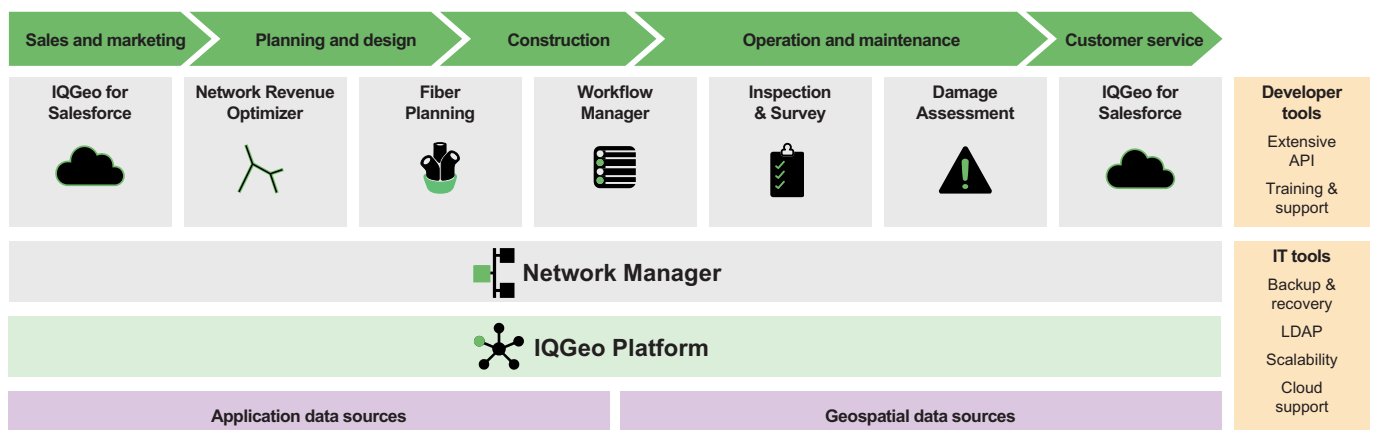 Sales and marketing
Planning and design
Construction
Operation and maintenance
Customer service
IQGeo for
Salesforce
Network Revenue
Optimizer
Fiber
Planning
Workflow
Manager
Inspection
& Survey
Damage
Assessment
IQGeo for
Salesforce
Developer
tools
Extensive
API
Training &
support
Network Manager
IQGeo Platform
Application data sources
Geospatial data sources
IT tools
Backup &
recovery
LDAP
Scalability
Cloud
support